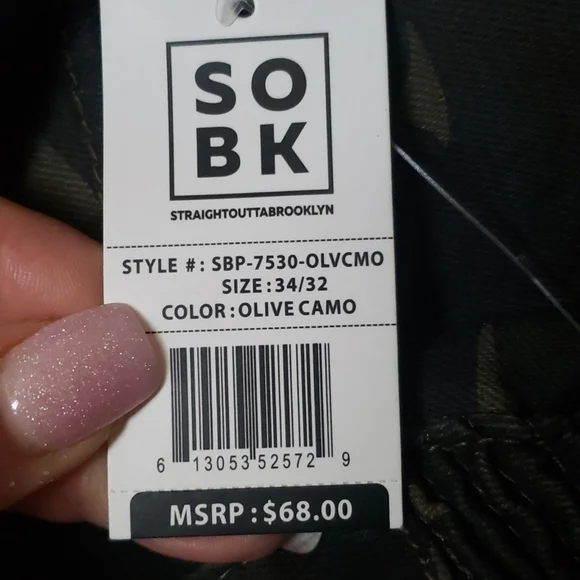 SO
BK
STRAIGHTOUTTABROOKLYN
STYLE #: SBP-7530-OLVCMO
SIZE:34/32
COLOR:OLIVE CAMO
6 13053 52572 9
MSRP:$68.00